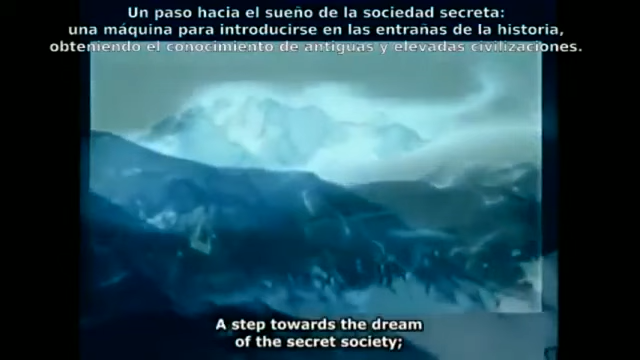 Un paso hacia el sueño de la sociedad secreta:
una máquina para introducirse en las entrañas de la historia,
obteniendo el conocimiento de antiguas y elevadas civilizaciones.
A step towards the dream
of the secret society;